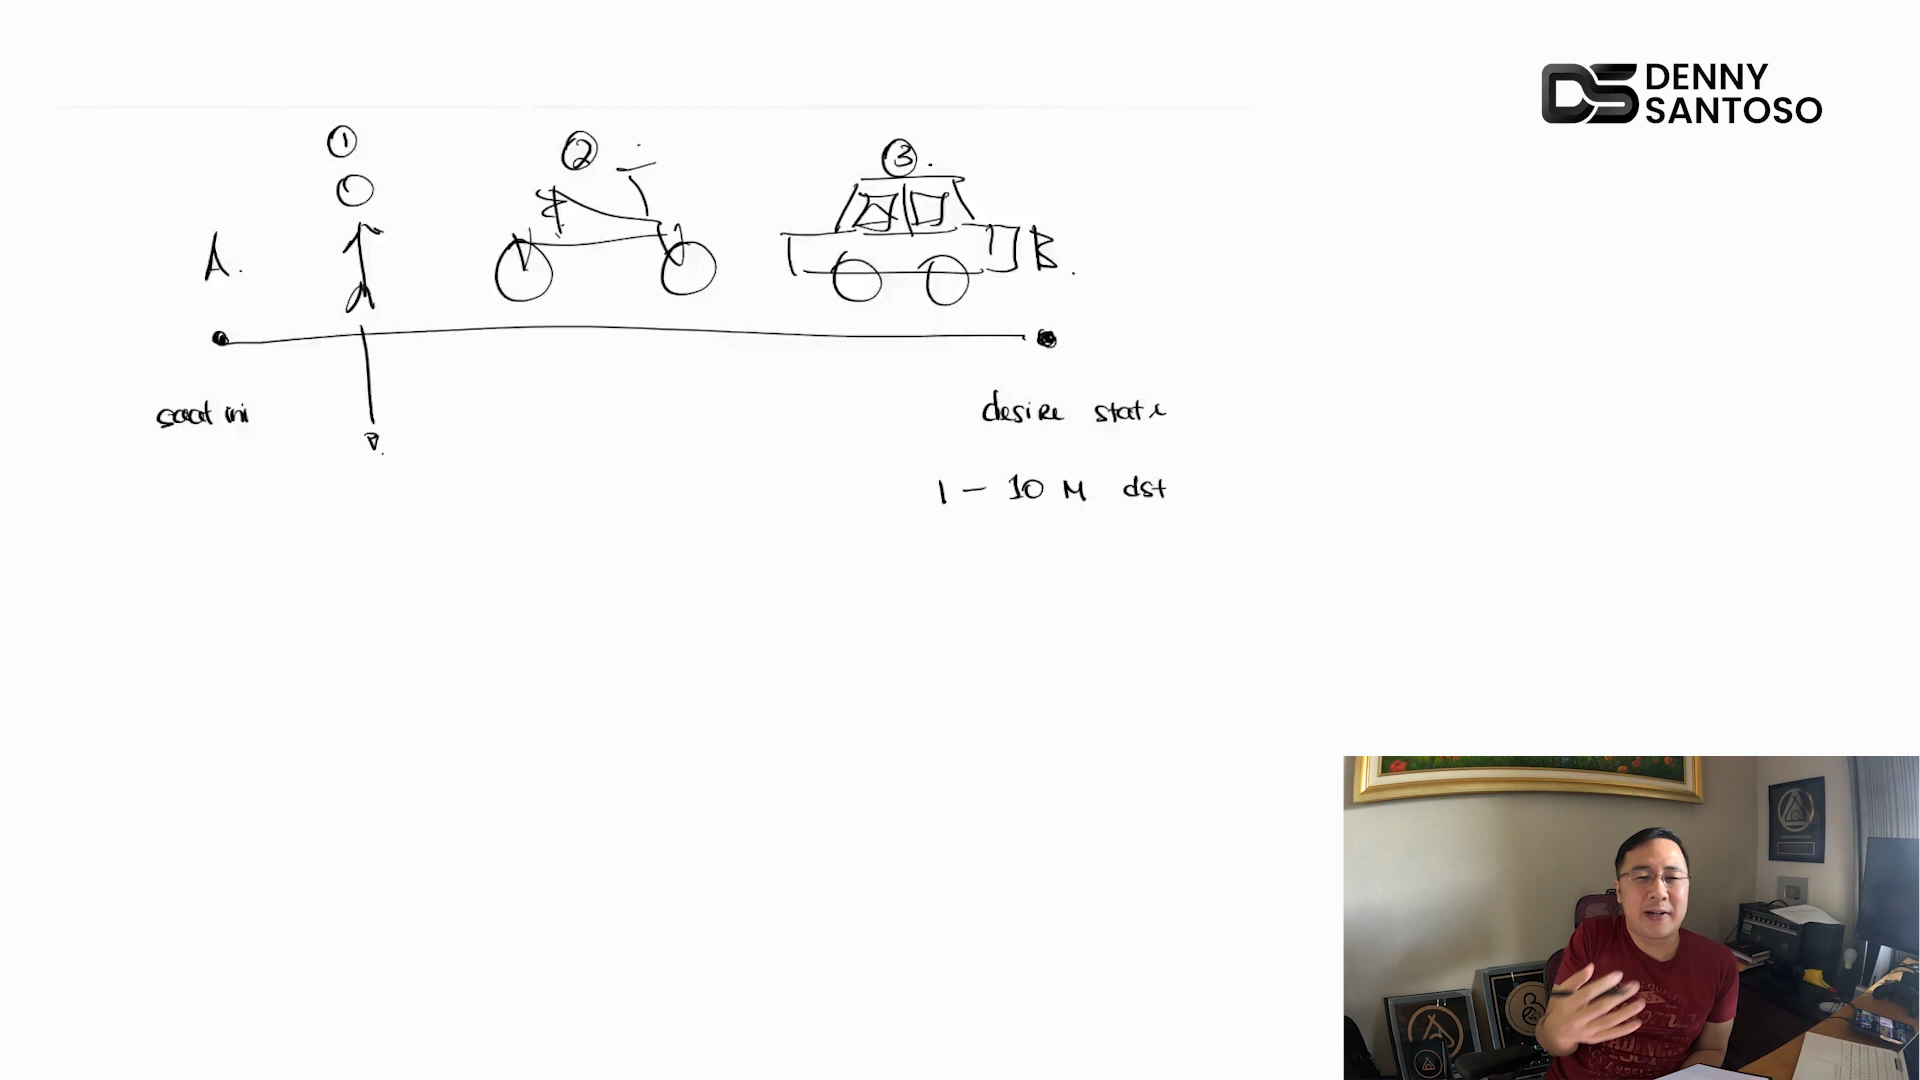 DENNY
SANTOSO
1
2
3.
A.
B.
saat ini
desire state
1 - 10 M dst